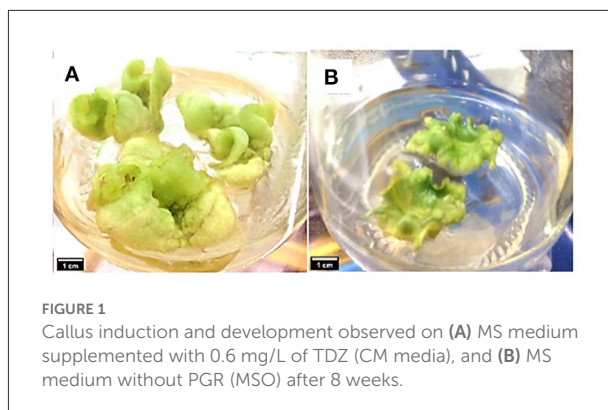 A
B
1 cm
1 cm
FIGURE 1
Callus induction and development observed on (A) MS medium
supplemented with 0.6 mg/L of TDZ (CM media), and (B) MS
medium without PGR (MSO) after 8 weeks.